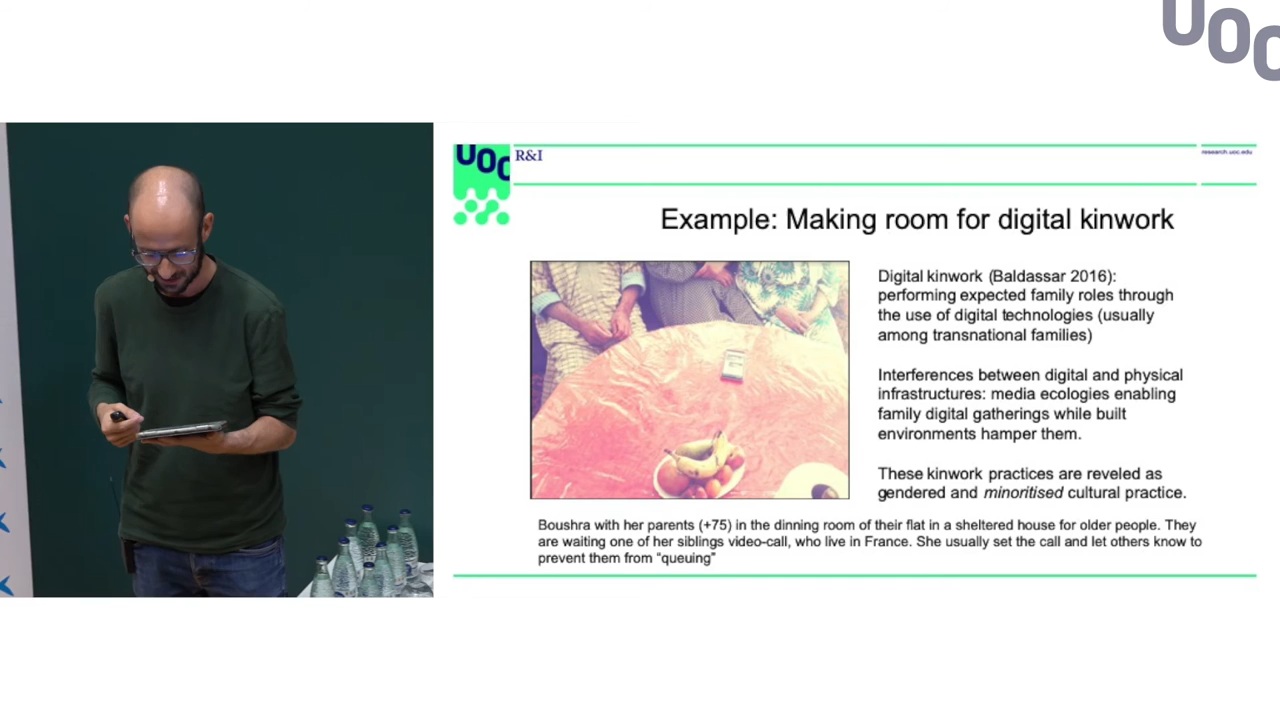 UOC
UOC
R&I
research.uoc.edu
Example: Making room for digital kinwork
Digital kinwork (Baldassar 2016):
performing expected family roles through
the use of digital technologies (usually
among transnational families)
Interferences between digital and physical
infrastructures: media ecologies enabling
family digital gatherings while built
environments hamper them.
These kinwork practices are reveled as
gendered and minoritised cultural practice.
Boushra with her parents (+75) in the dinning room of their flat in a sheltered house for older people. They
are waiting one of her siblings video-call, who live in France. She usually set the call and let others know to
prevent them from “queuing”